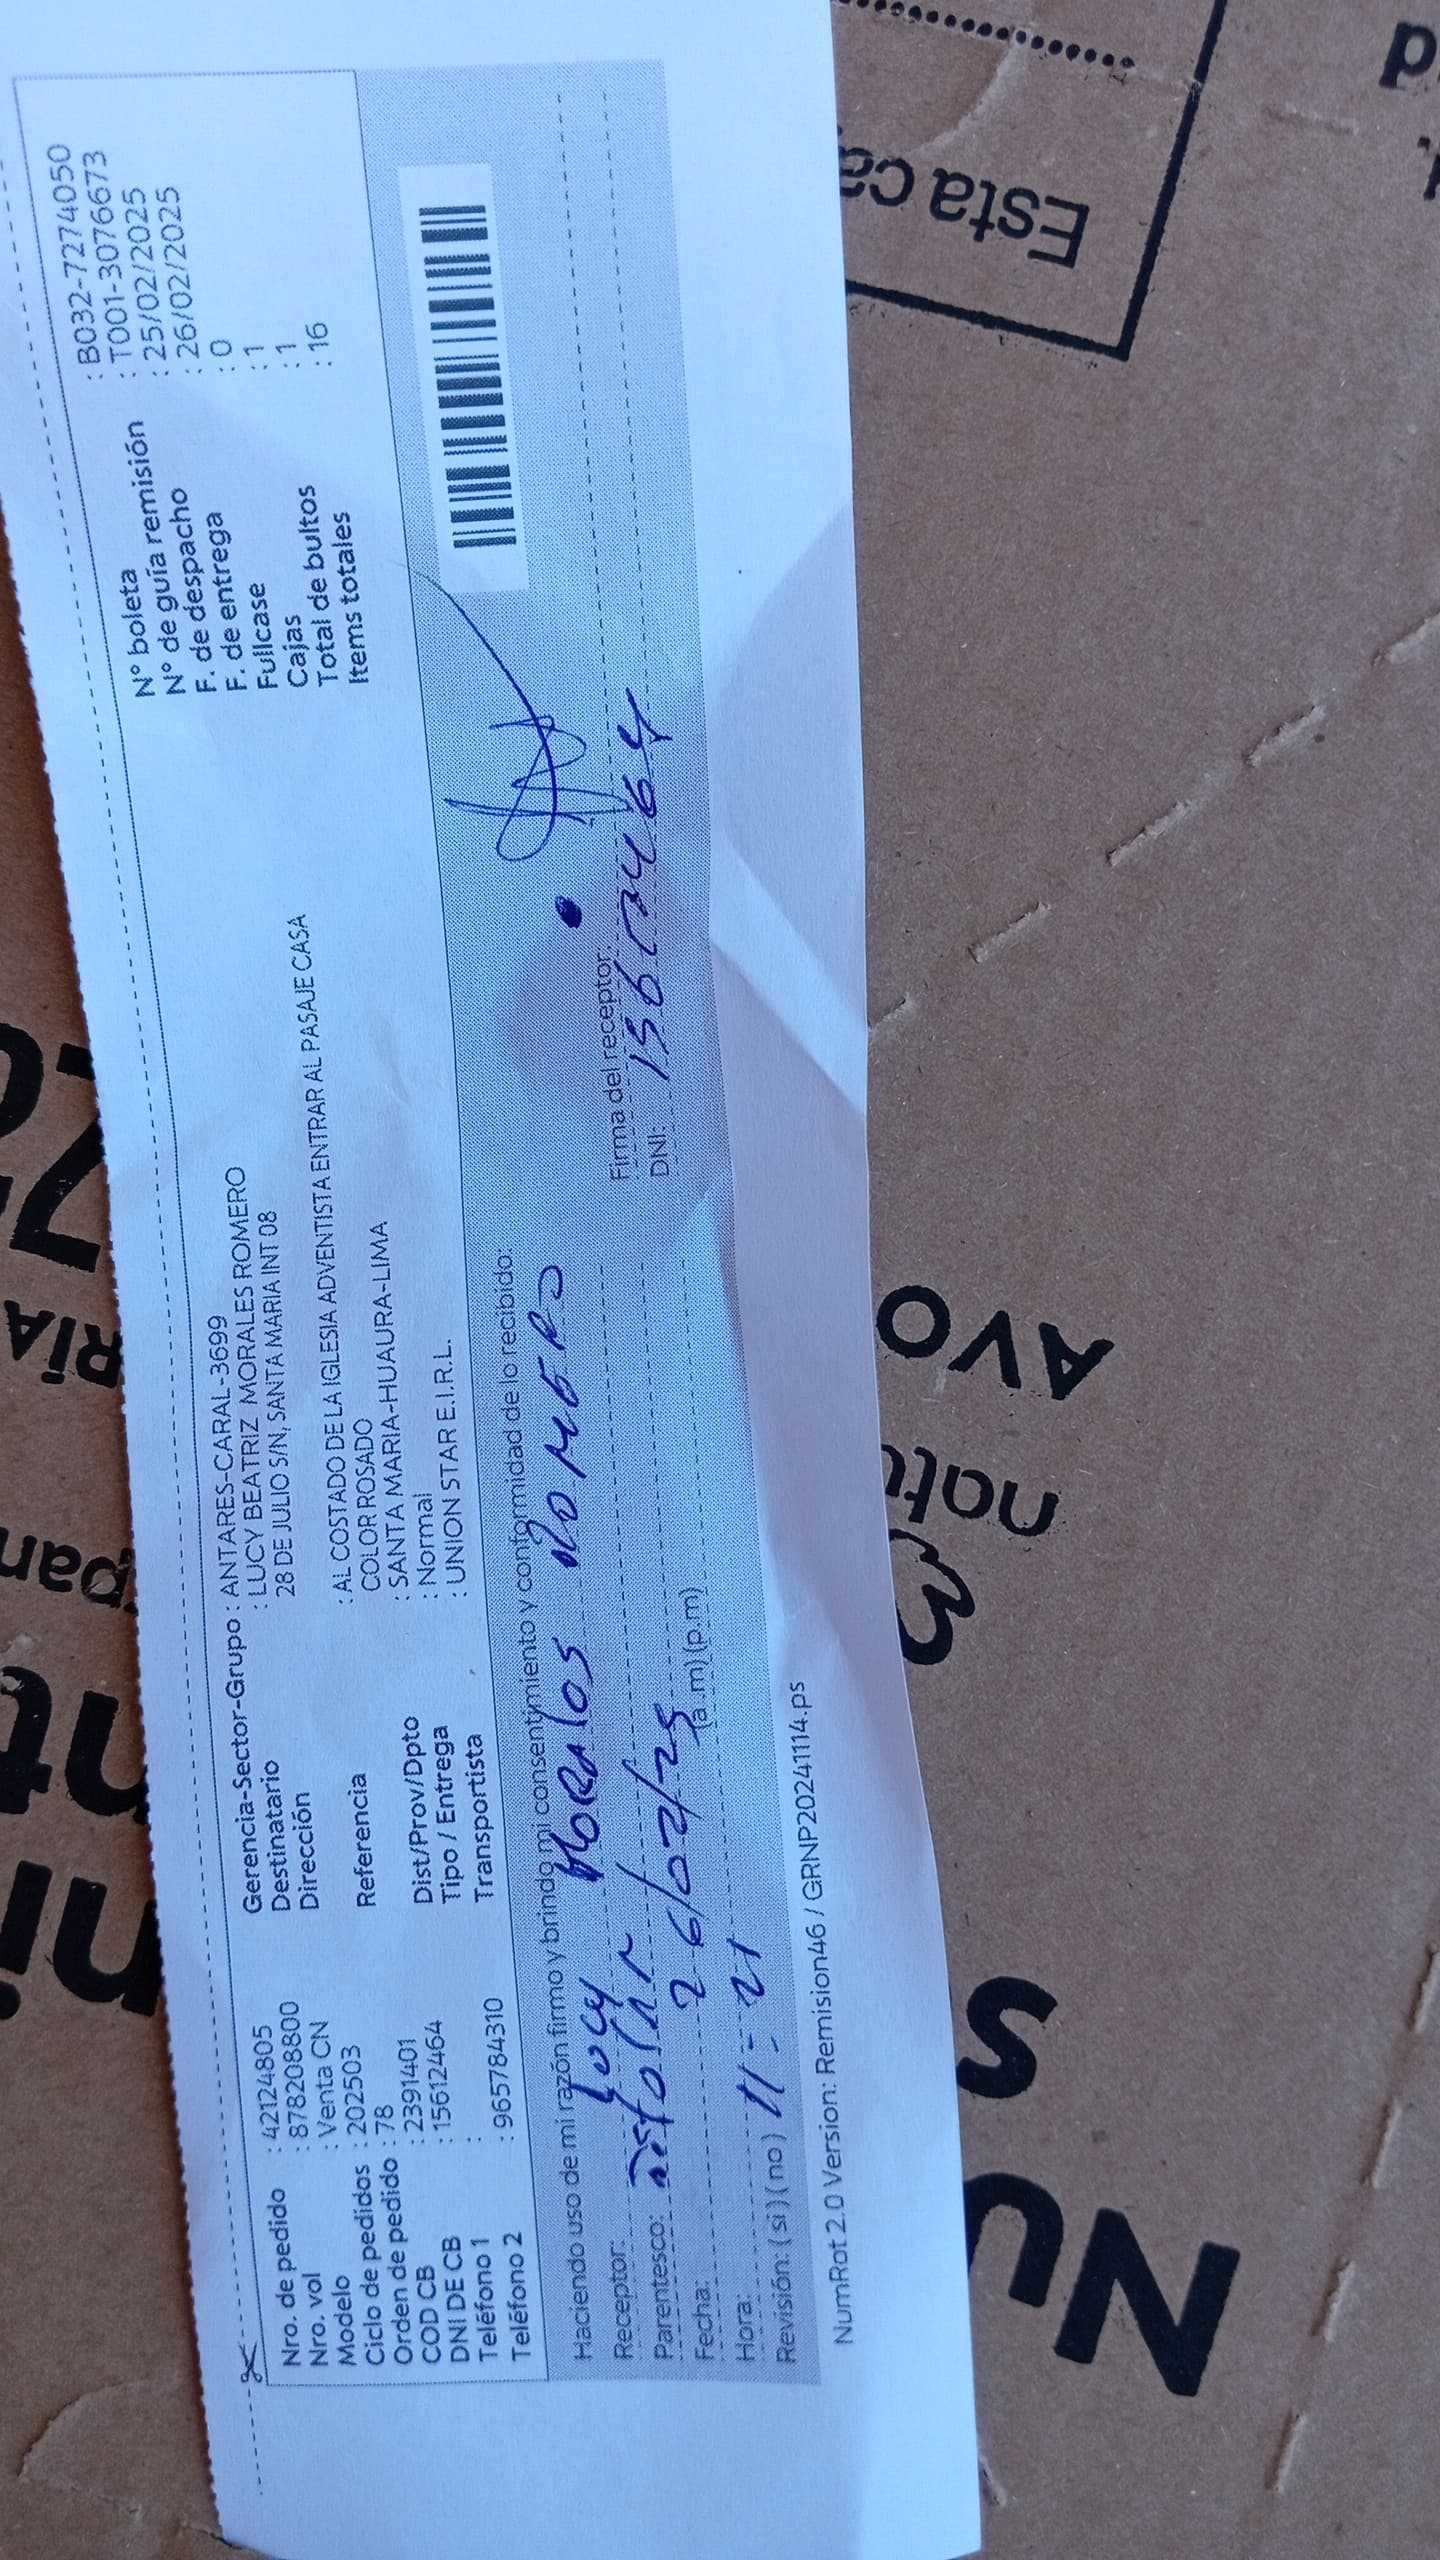 Nro. de pedido : 42124805
Nro. vol : 878208800
Modelo : Venta CN
Ciclo de pedidos : 202503
Orden de pedido : 78
COD CB : 2391401
DNI DE CB : 15612464
Teléfono 1 :
Teléfono 2 : 965784310
Gerencia-Sector-Grupo : ANTARES-CARAL-3699
Destinatario : LUCY BEATRIZ MORALES ROMERO
Dirección 28 DE JULIO S/N, SANTA MARIA INT 08
Referencia : AL COSTADO DE LA IGLESIA ADVENTISTA ENTRAR AL PASAJE CASA
COLOR ROSADO
Dist/Prov/Dpto : SANTA MARIA-HUAURA-LIMA
Tipo / Entrega : Normal
Transportista : UNION STAR E.I.R.L.
N° boleta : B032-7274050
N° de guía remisión : T001-3076673
F. de despacho : 25/02/2025
F. de entrega : 26/02/2025
Fullcase : 0
Cajas : 1
Total de bultos : 1
Items totales : 16
Haciendo uso de mi razón firmo y brindo mi consentimiento y conformidad de lo recibido:
Receptor: Lucy Morales Romero
Firma del receptor:
Parentesco: titular
DNI: 15612464
Fecha: 26/02/25
Hora: 11-21 (a.m) (p.m)
Revisión: ( si ) ( no )
NumRot 2.0 Version: Remision46 / GRNP20241114.ps
Esta ca
AVO
natu
Nu
s